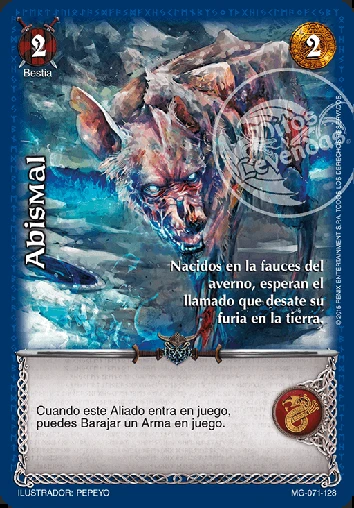 2
2
Bestia
Mitos y Leyendas
Abismal
Nacidos en la fauces del
averno, esperan el
llamado que desate su
furia en la tierra.
© 2016 FENIX ENTERTAINMENT S.P.A. TODOS LOS DERECHOS RESERVADOS
Cuando este Aliado entra en juego,
puedes Barajar un Arma en juego.
ILUSTRADOR: PEPEYO
MG-071-128